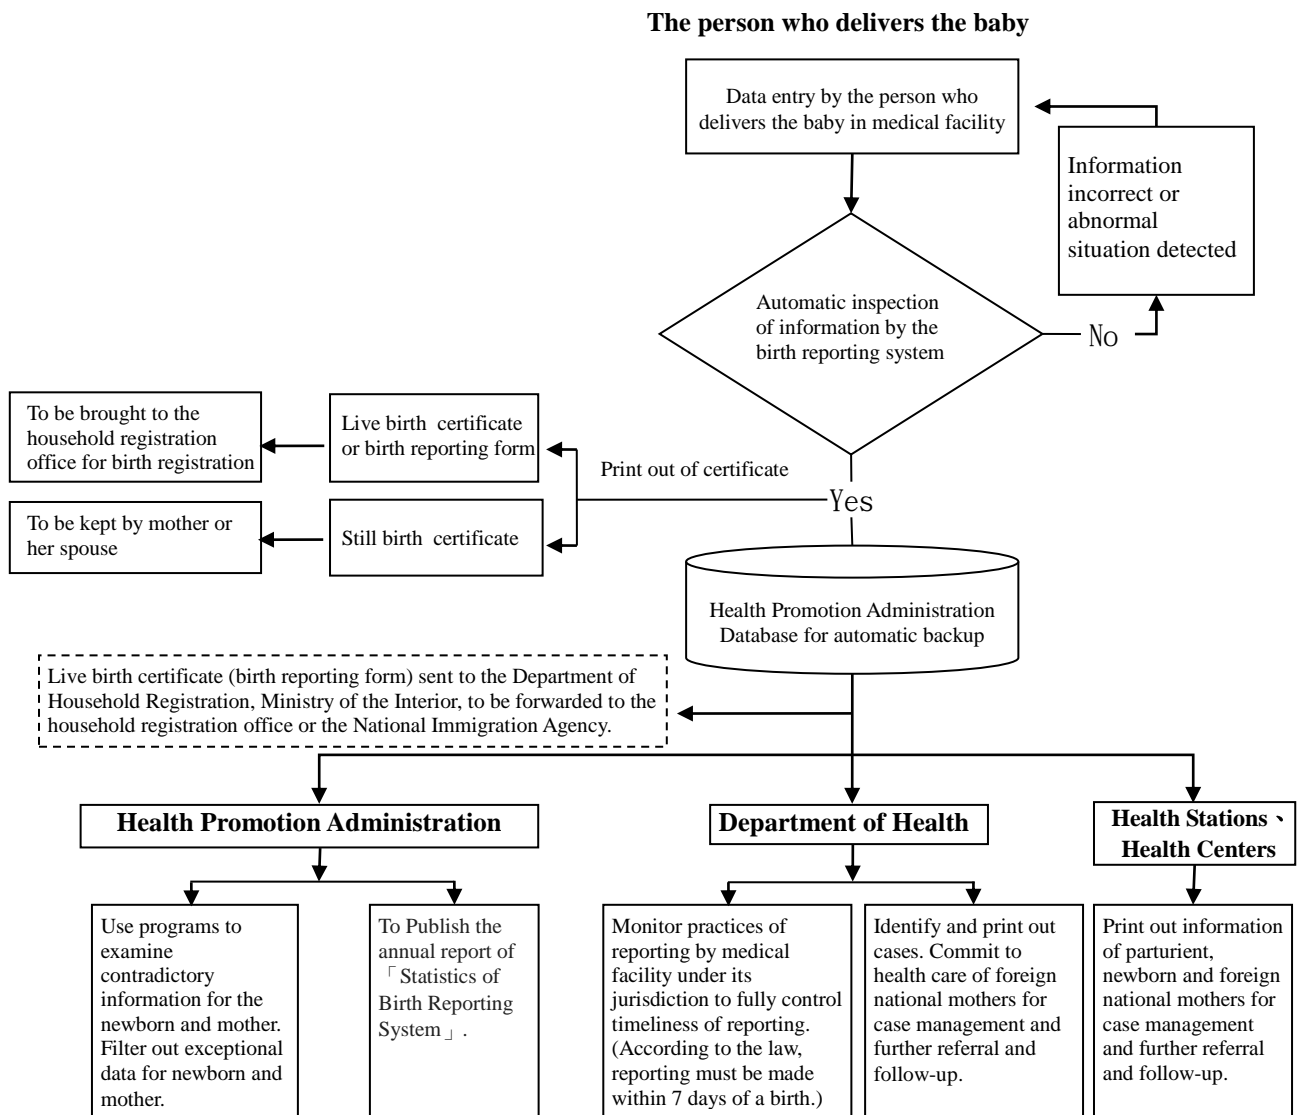 The person who delivers the baby
Data entry by the person who
delivers the baby in medical facility
Information
incorrect or
abnormal
situation detected
Automatic inspection
of information by the
birth reporting system
No
To be brought to the
household registration
office for birth registration
Live birth certificate
or birth reporting form
Print out of certificate
Yes
To be kept by mother or
her spouse
Still birth certificate
Health Promotion Administration
Database for automatic backup
Live birth certificate (birth reporting form) sent to the Department of
Household Registration, Ministry of the Interior, to be forwarded to the
household registration office or the National Immigration Agency.
Health Promotion Administration
Department of Health
Health Stations、
Health Centers
Use programs to
examine
contradictory
information for the
newborn and mother.
Filter out exceptional
data for newborn and
mother.
To Publish the
annual report of
「Statistics of
Birth Reporting
System」.
Monitor practices of
reporting by medical
facility under its
jurisdiction to fully control
timeliness of reporting.
(According to the law,
reporting must be made
within 7 days of a birth.)
Identify and print out
cases. Commit to
health care of foreign
national mothers for
case management and
further referral and
follow-up.
Print out information
of parturient,
newborn and foreign
national mothers for
case management
and further referral
and follow-up.